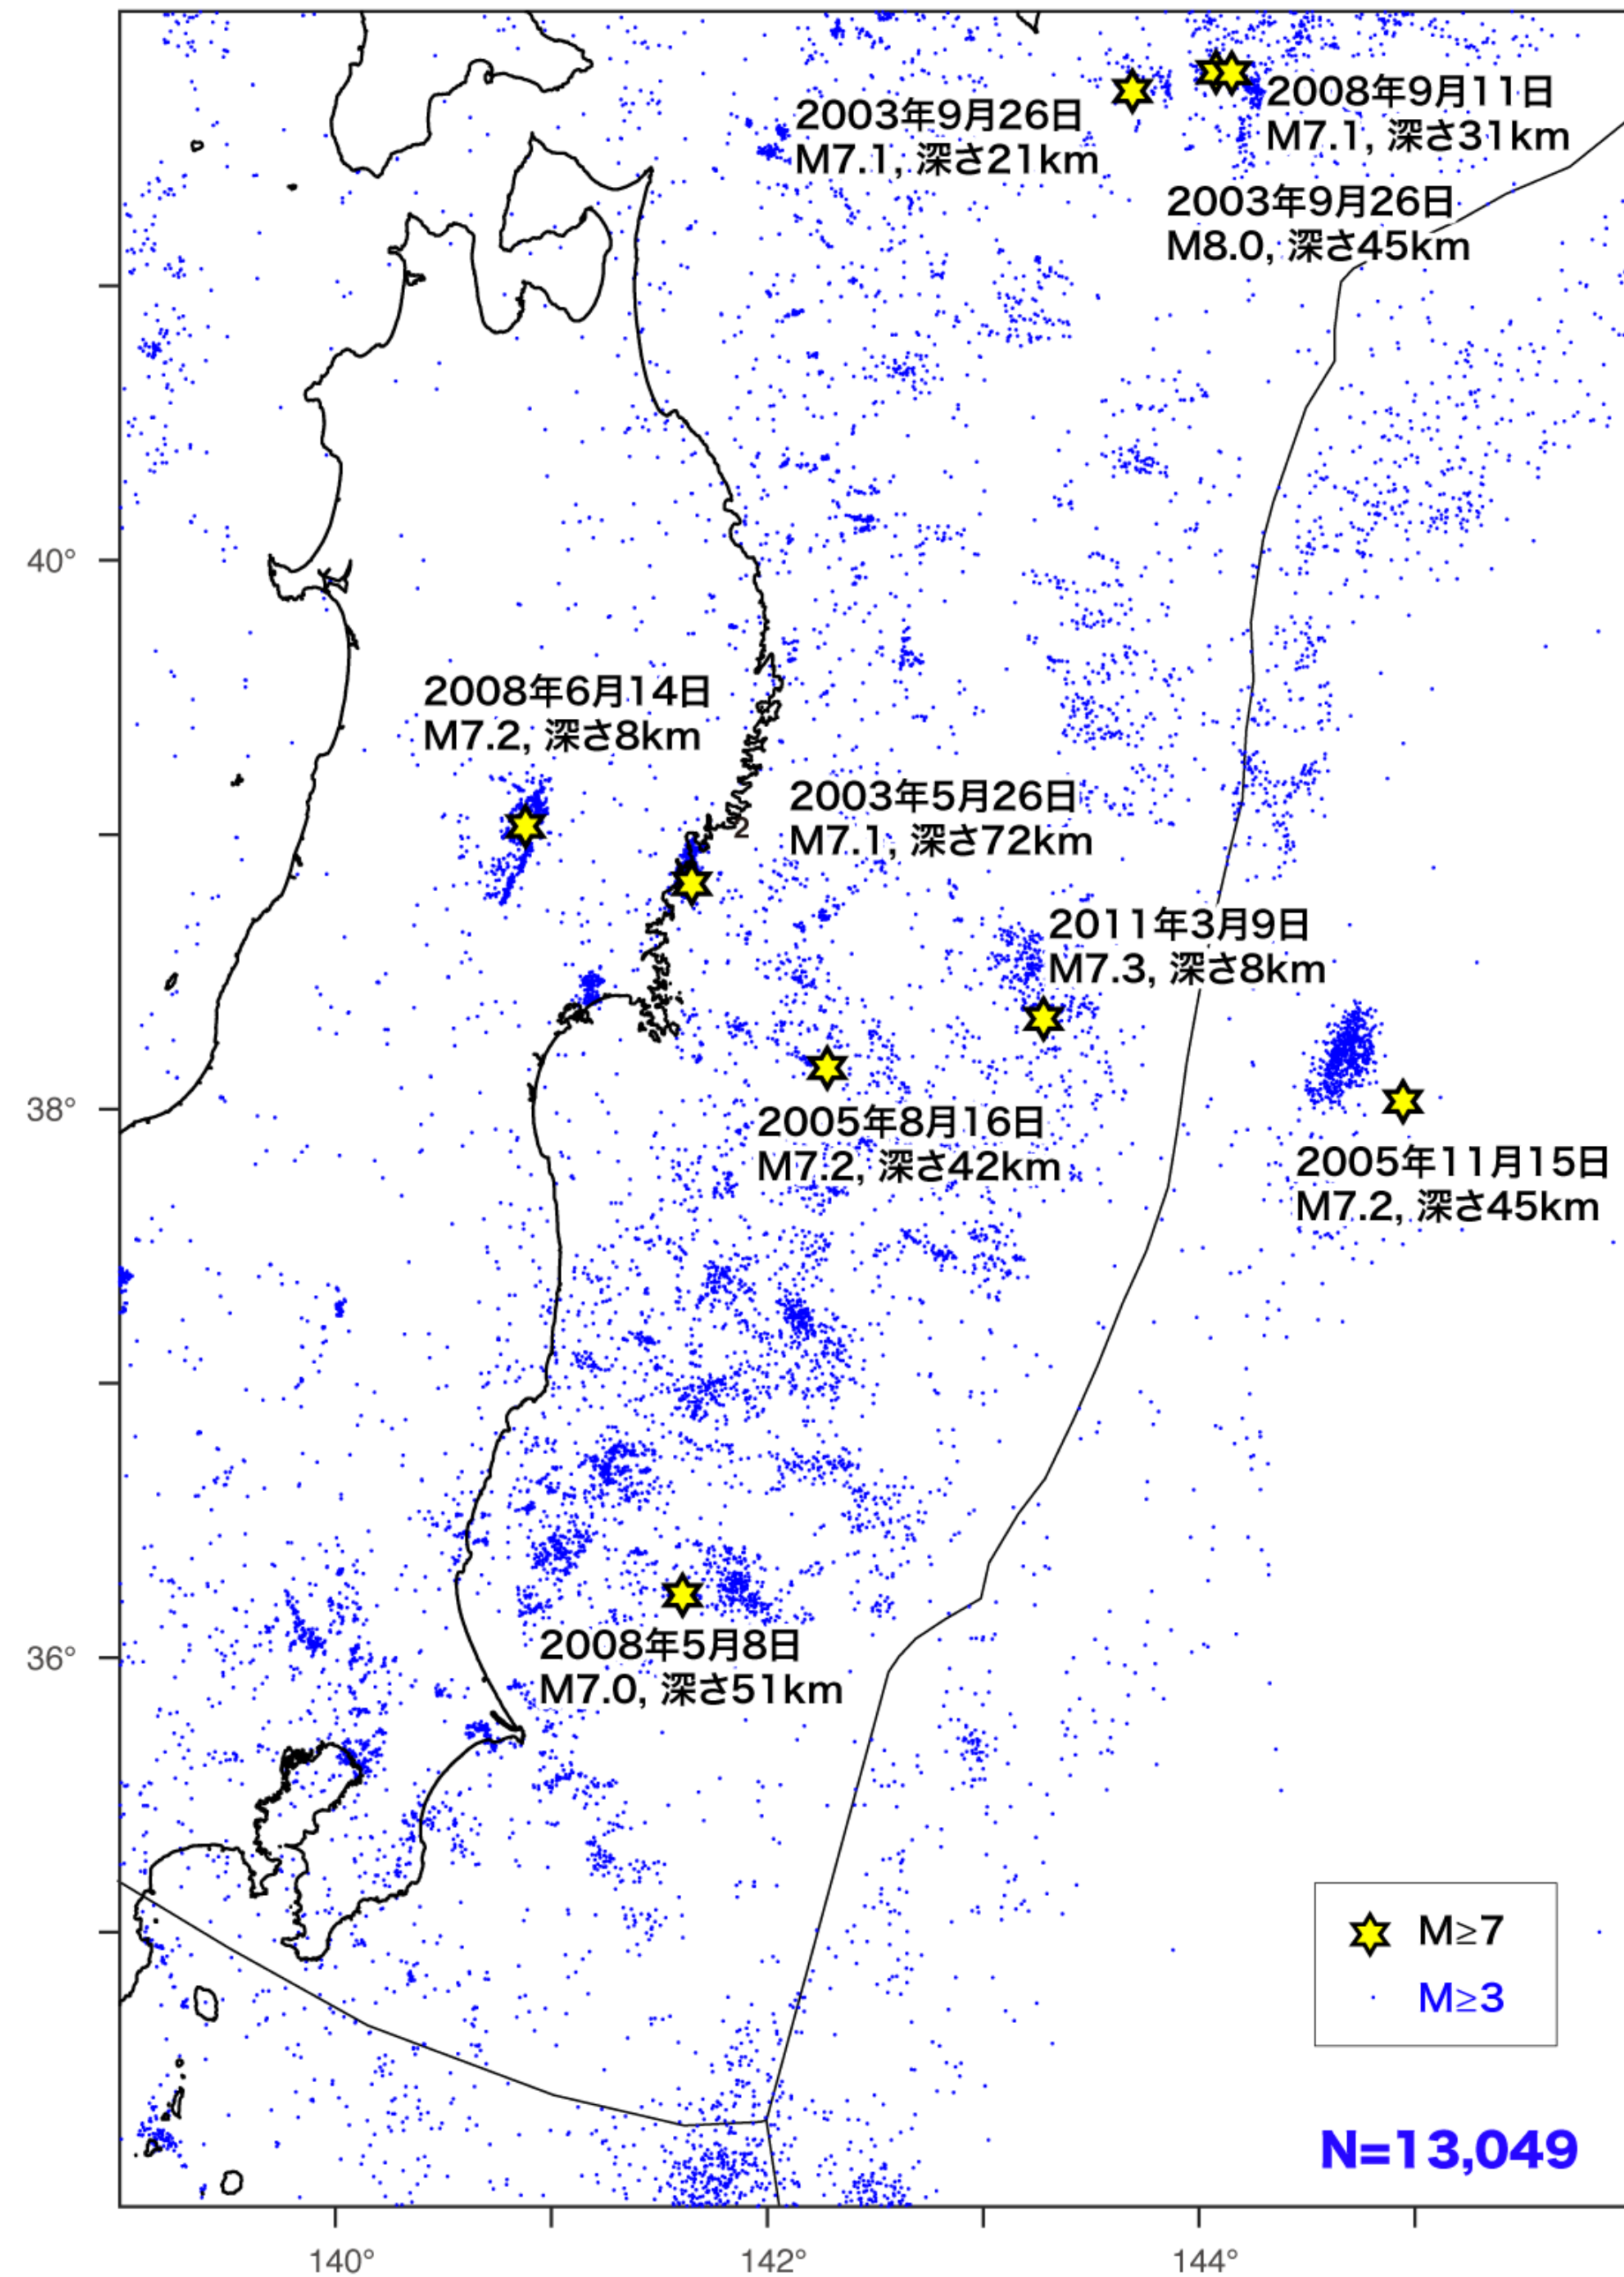 2003年9月26日
M7.1, 深さ21km
2008年9月11日
M7.1, 深さ31km
2003年9月26日
M8.0, 深さ45km
40°
2008年6月14日
M7.2, 深さ8km
2003年5月26日
M7.1, 深さ72km
2
2011年3月9日
M7.3, 深さ8km
38°
2005年8月16日
M7.2, 深さ42km
2005年11月15日
M7.2, 深さ45km
36°
2008年5月8日
M7.0, 深さ51km
M≥7
M≥3
N=13,049
140°
142°
144°